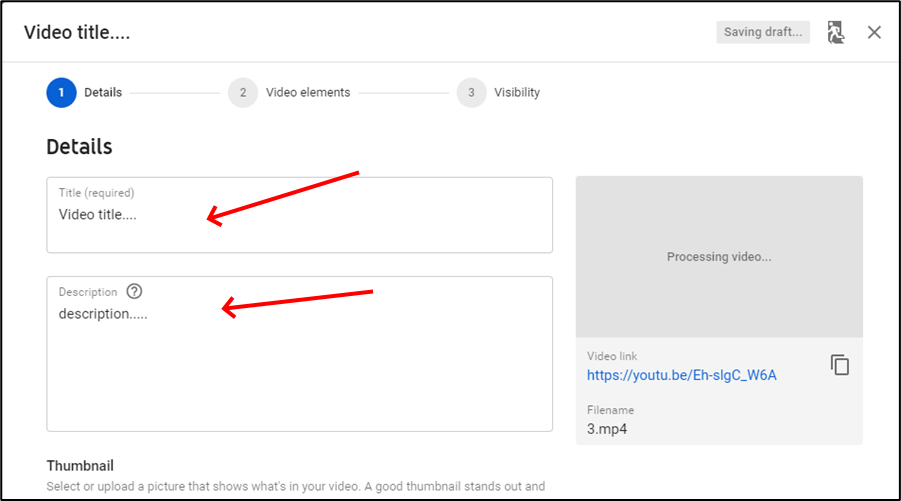 Video title....
Saving draft...
1 Details
2 Video elements
3 Visibility
Details
Title (required)
Video title....
Description
description.....
Processing video...
Video link
https://youtu.be/Eh-sIgC_W6A
Filename
3.mp4
Thumbnail
Select or upload a picture that shows what's in your video. A good thumbnail stands out and